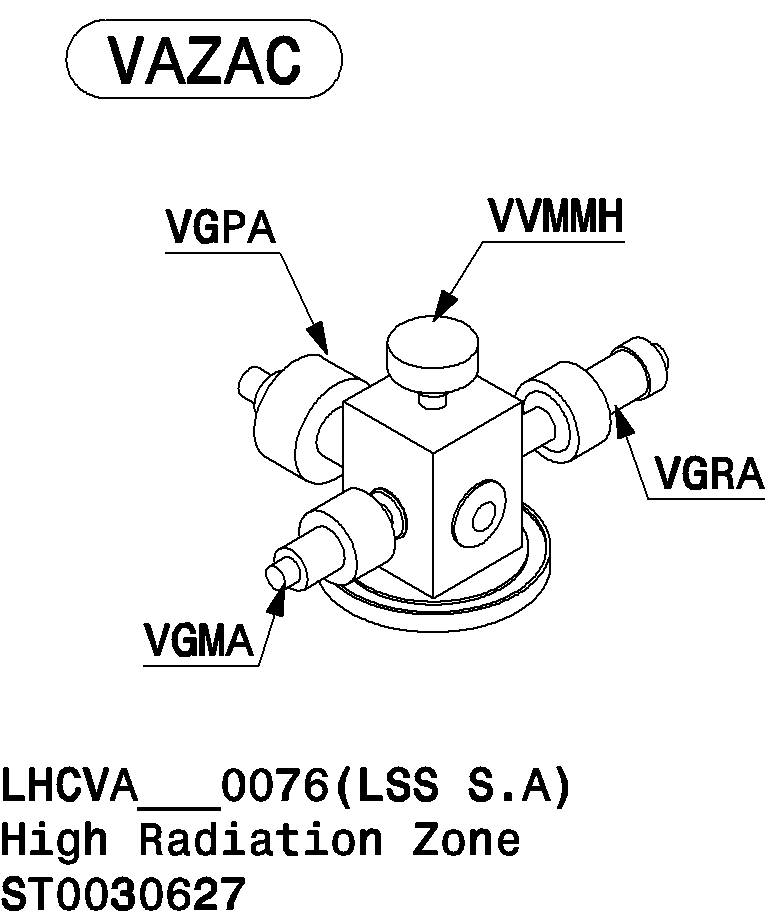 VAZAC
VGPA
VVMMH
VGRA
VGMA
LHCVA___0076(LSS S.A)
High Radiation Zone
ST0030627